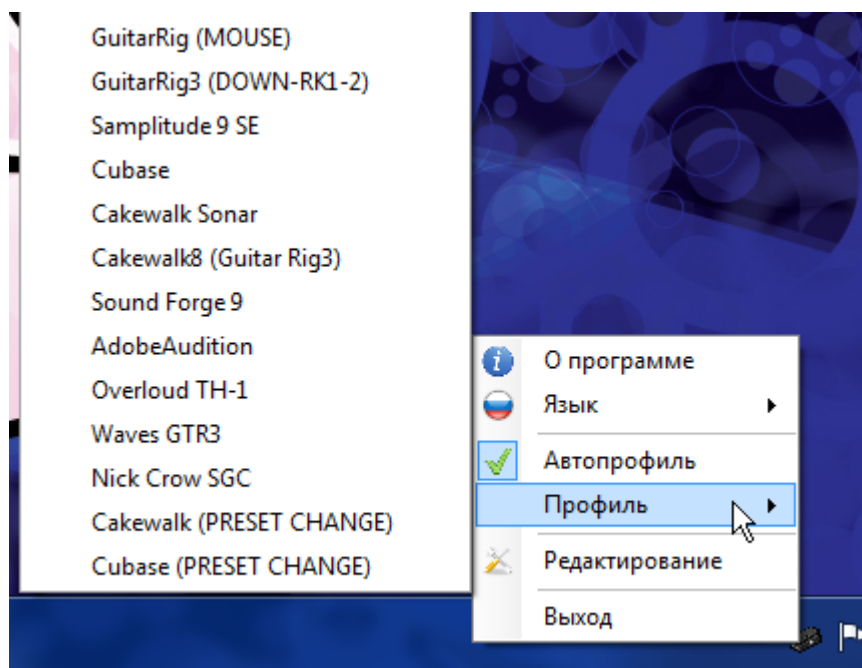 GuitarRig (MOUSE)
GuitarRig3 (DOWN-RK1-2)
Samplitude 9 SE
Cubase
Cakewalk Sonar
Cakewalk8 (Guitar Rig3)
Sound Forge 9
AdobeAudition
Overloud TH-1
Waves GTR3
Nick Crow SGC
Cakewalk (PRESET CHANGE)
Cubase (PRESET CHANGE)
О программе
Язык
Автопрофиль
Профиль
Редактирование
Выход